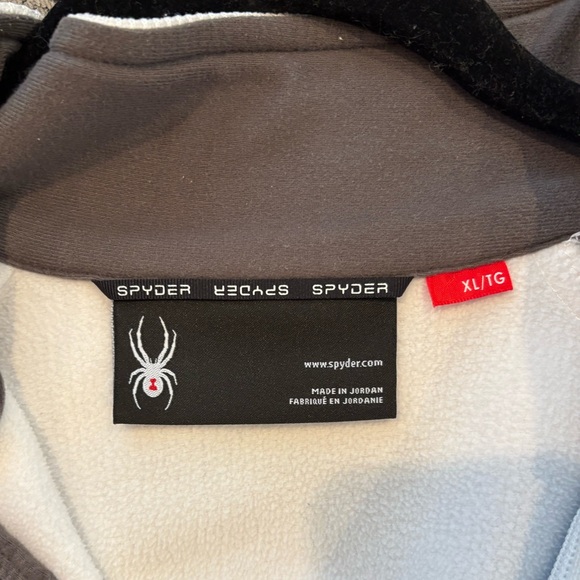 SPYDER SPYDER SPYDER
XL/TG
www.spyder.com
MADE IN JORDAN
FABRIQUÉ EN JORDANIE